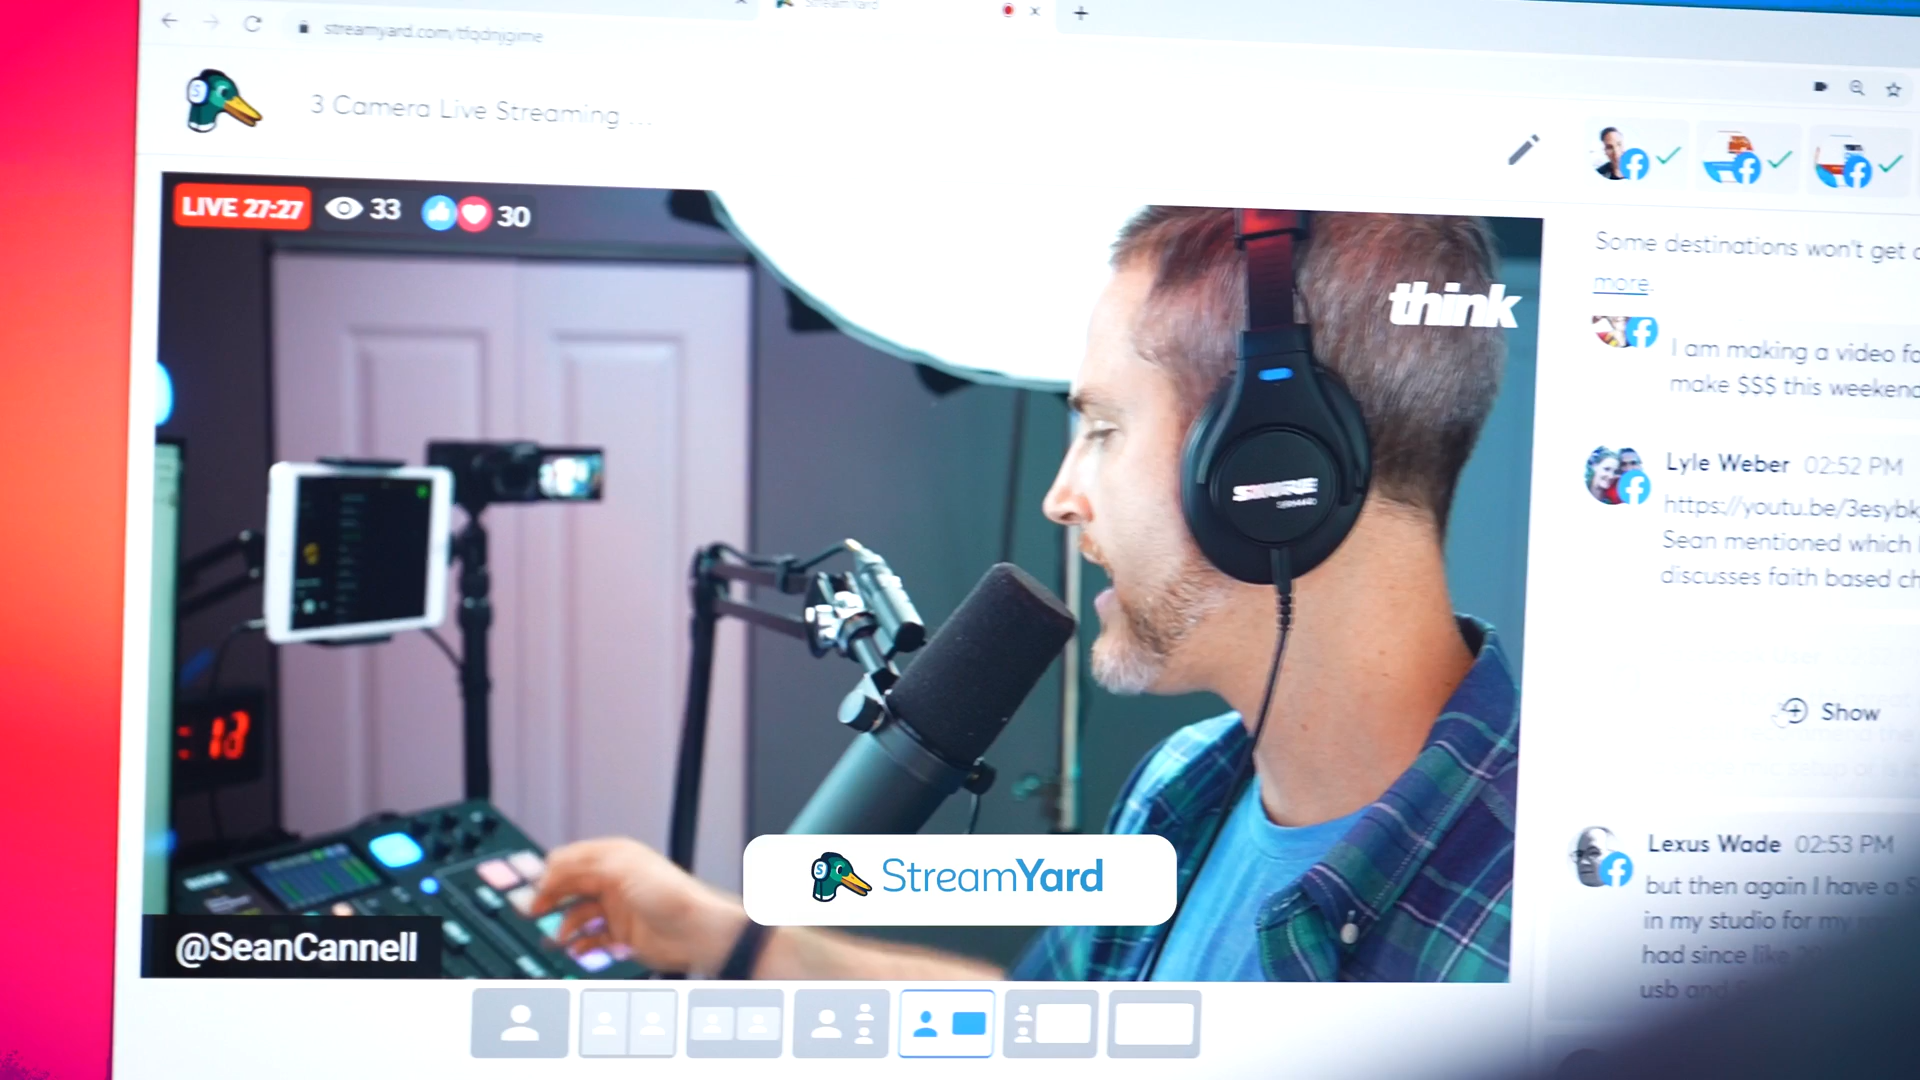 streamyard.com/tfqdnjgime
3 Camera Live Streaming ...
LIVE 27:27
33
30
think
SHURE
@SeanCannell
StreamYard
Some destinations won't get
more.
I am making a video
make $$$ this weekend
Lyle Weber 02:52 PM
https://youtu.be/3esybk
Sean mentioned which
discusses faith based
Show
Lexus Wade 02:53 PM
but then again I have a
in my studio for my
had since like
usb and